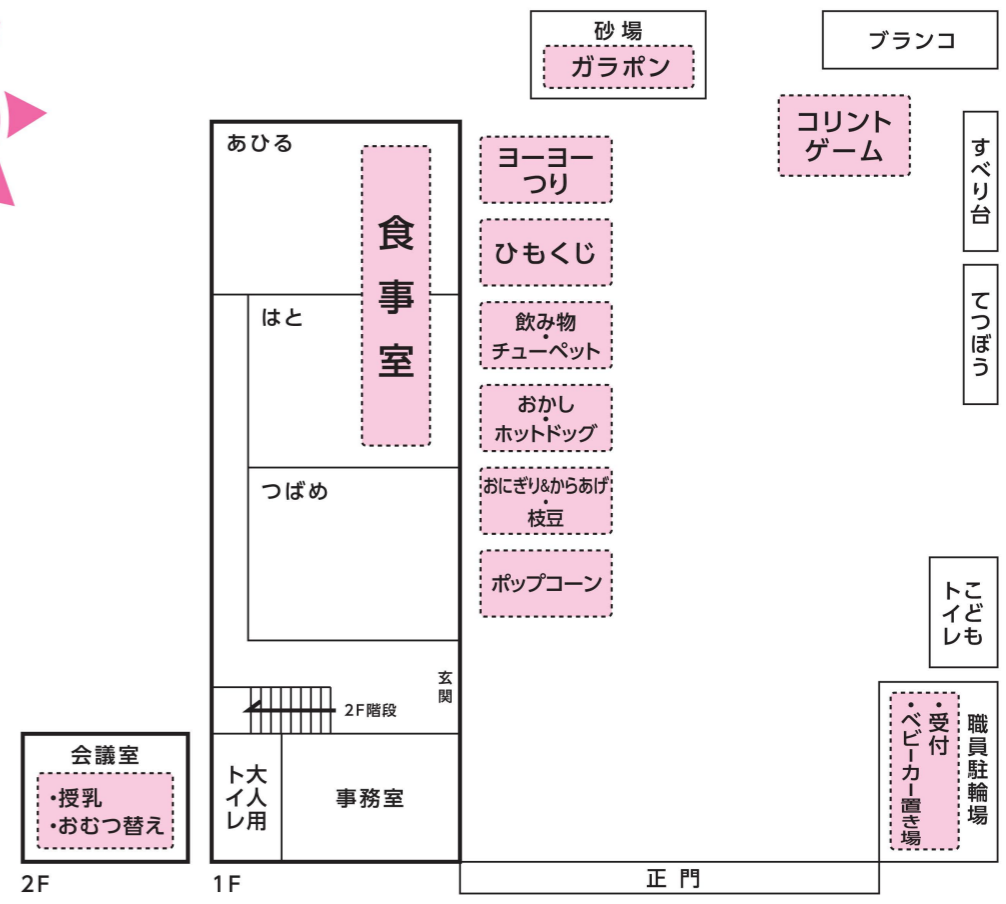 砂場
ガラポン
ブランコ
コリント
ゲーム
すべり台
てつぼう
あひる
食事室
はと
つばめ
ヨーヨー
つり
ひもくじ
飲み物
・
チューペット
おかし
・
ホットドッグ
おにぎり&からあげ
・
枝豆
ポップコーン
こども
トイレ
玄関
2F階段
大人用
トイレ
事務室
会議室
・授乳
・おむつ替え
職員駐輪場
・受付
・ベビーカー置き場
正門
2F
1F